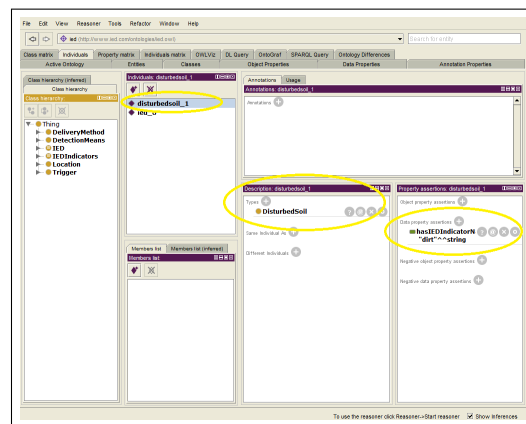 File Edit View Reasoner Tools Refactor Window Help
ied (http://www.ied.com/ontologies/ied.owl)
Search for entity
Class matrix Individuals Property matrix Individuals matrix OWLViz DL Query OntoGraf SPARQL Query Ontology Differences
Active Ontology Entities Classes Object Properties Data Properties Annotation Properties
Class hierarchy (inferred)
Class hierarchy
Class hierarchy:
Thing
DeliveryMethod
DetectionMeans
IED
IEDIndicators
Location
Trigger
Individuals: disturbedsoil_1
disturbedsoil_1
Members list Members list (inferred)
Members list:
Annotations Usage
Annotations: disturbedsoil_1
Annotations
Description: disturbedsoil_1
Types
DisturbedSoil
Same Individual As
Different Individuals
Property assertions: disturbedsoil_1
Object property assertions
Data property assertions
hasIEDIndicatorN
"dirt"^^string
Negative object property assertions
Negative data property assertions
To use the reasoner click Reasoner->Start reasoner Show Inferences